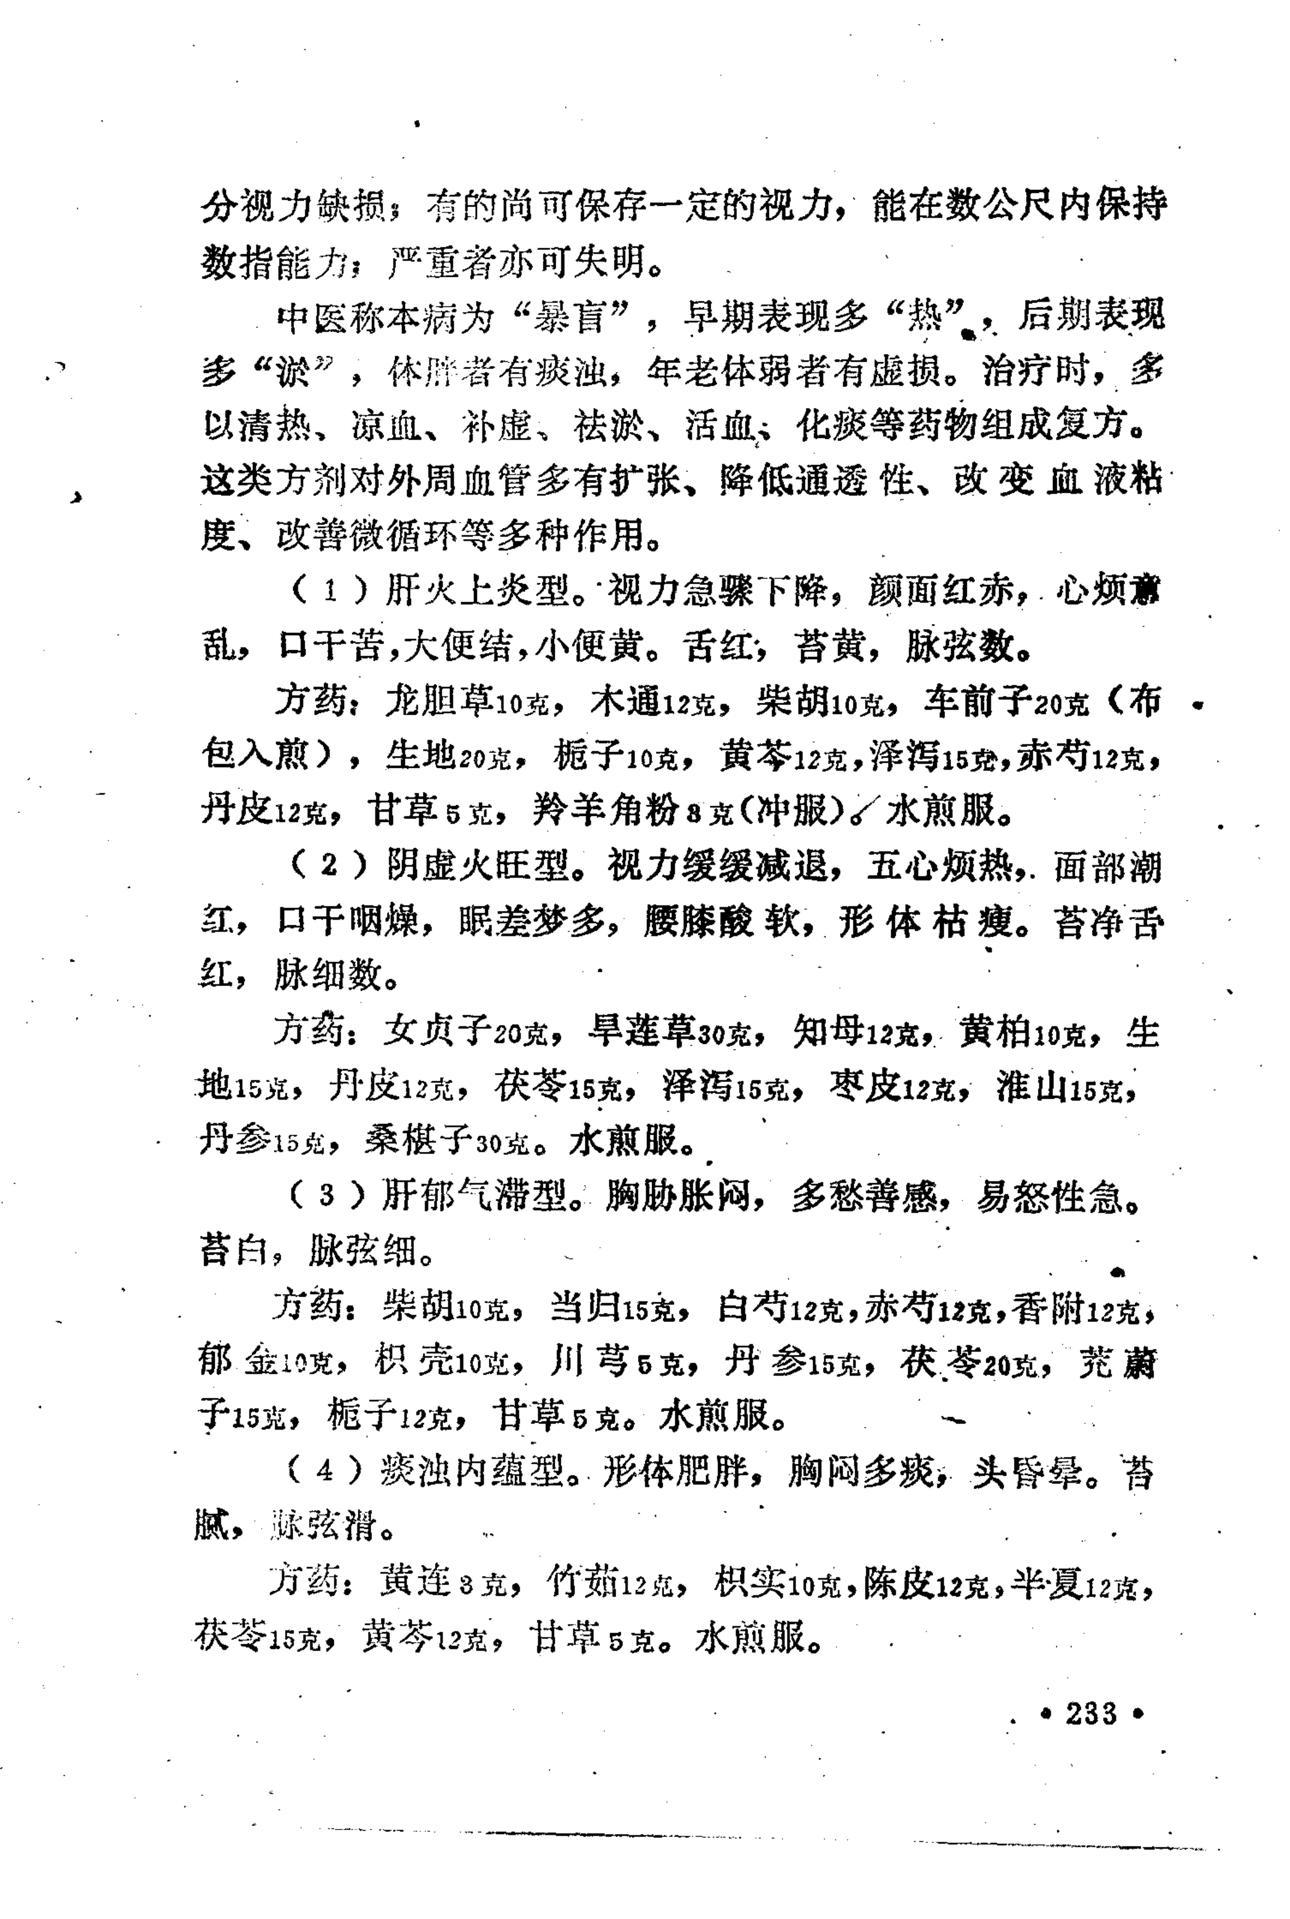 分视力缺损；有的尚可保存一定的视力，能在数公尺内保持
数指能力；严重者亦可失明。
中医称本病为“暴盲”，早期表现多“热”，后期表现
多“淤”，体胖者有痰浊，年老体弱者有虚损。治疗时，多
以清热、凉血、补虚、祛淤、活血、化痰等药物组成复方。
这类方剂对外周血管多有扩张、降低通透性、改变血液粘
度、改善微循环等多种作用。
（1）肝火上炎型。视力急骤下降，颜面红赤，心烦意
乱，口干苦，大便结，小便黄。舌红，苔黄，脉弦数。
方药：龙胆草10克，木通12克，柴胡10克，车前子20克（布
包入煎），生地20克，栀子10克，黄芩12克，泽泻15克，赤芍12克，
丹皮12克，甘草5克，羚羊角粉3克（冲服）。水煎服。
（2）阴虚火旺型。视力缓缓减退，五心烦热，面部潮
红，口干咽燥，眠差梦多，腰膝酸软，形体枯瘦。苔净舌
红，脉细数。
方药：女贞子20克，旱莲草30克，知母12克，黄柏10克，生
地15克，丹皮12克，茯苓15克，泽泻15克，枣皮12克，淮山15克，
丹参15克，桑椹子30克。水煎服。
（3）肝郁气滞型。胸胁胀闷，多愁善感，易怒性急。
苔白，脉弦细。
方药：柴胡10克，当归15克，白芍12克，赤芍12克，香附12克，
郁金10克，枳壳10克，川芎5克，丹参15克，茯苓20克，茺蔚
子15克，栀子12克，甘草5克。水煎服。
（4）痰浊内蕴型。形体肥胖，胸闷多痰，头昏晕。苔
腻，脉弦滑。
方药：黄连3克，竹茹12克，枳实10克，陈皮12克，半夏12克，
茯苓15克，黄芩12克，甘草5克。水煎服。
• 233 •